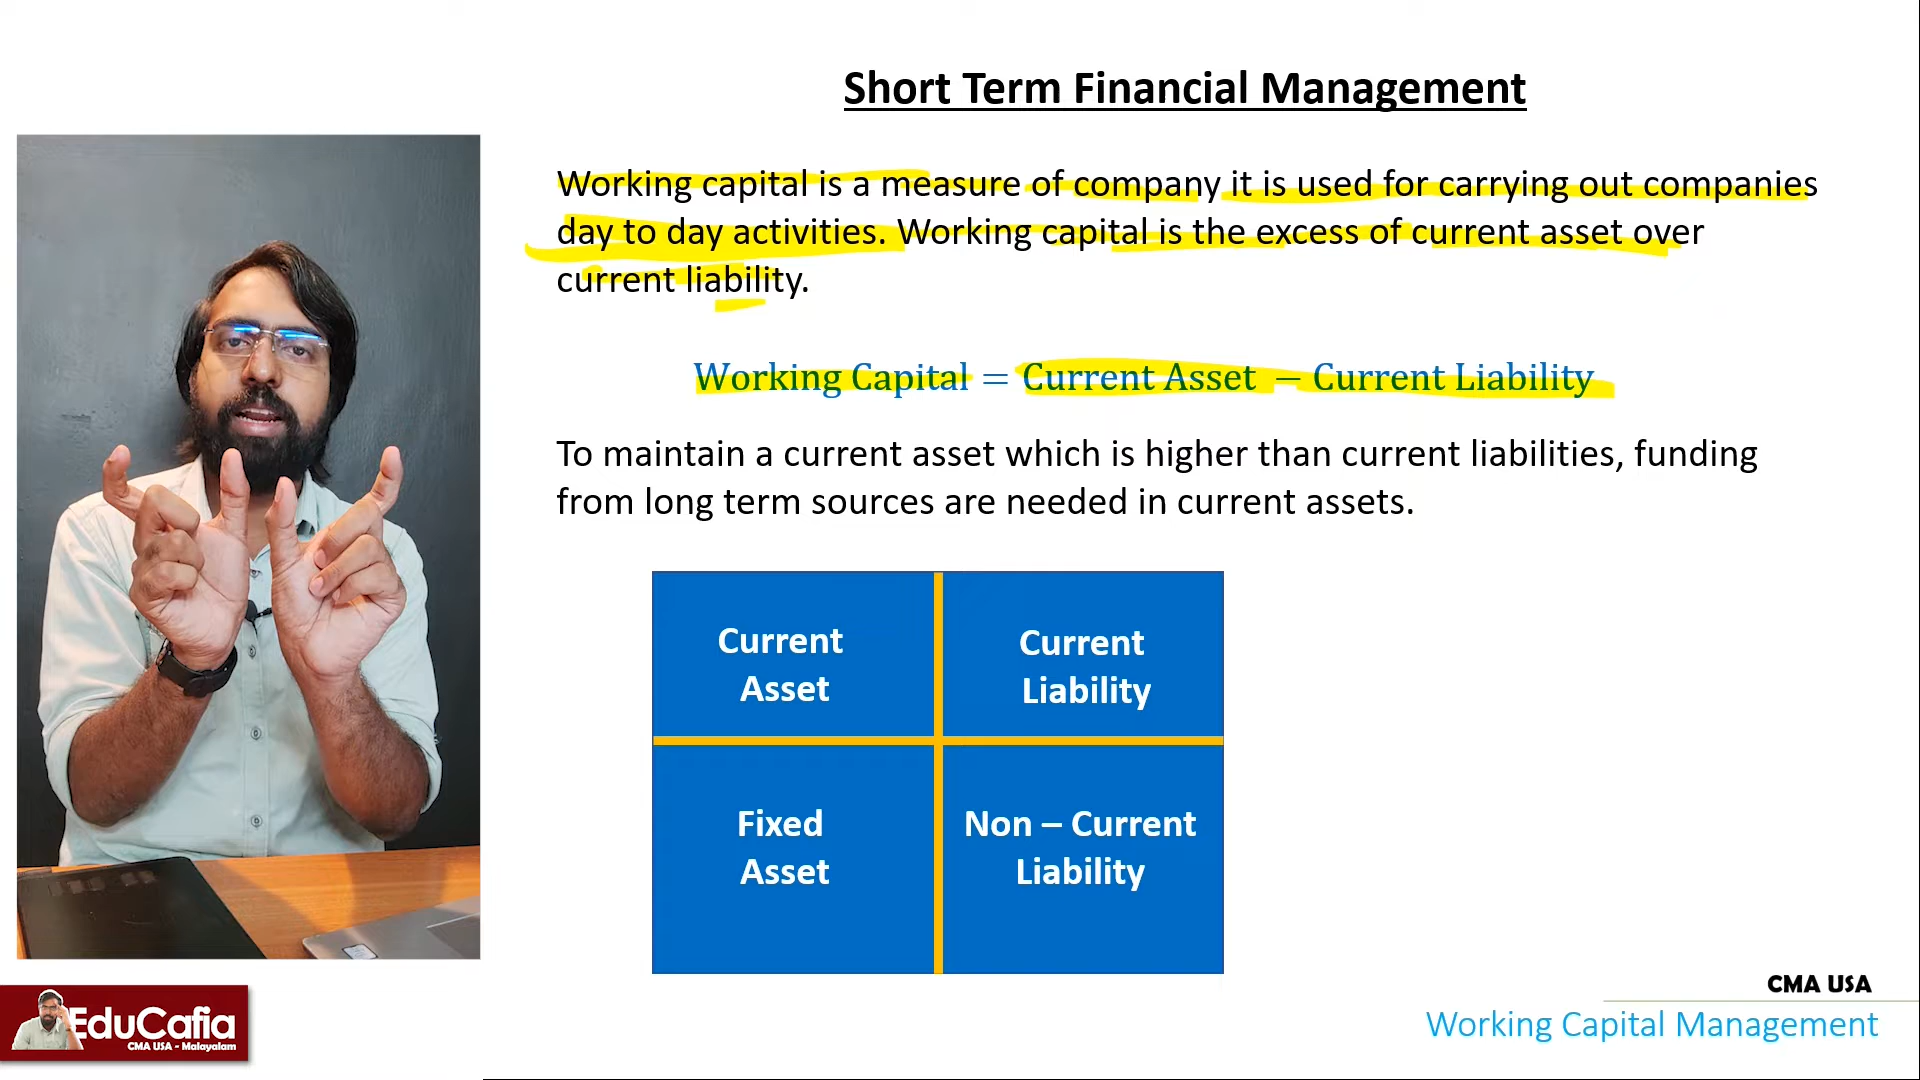 Short Term Financial Management
Working capital is a measure of company it is used for carrying out companies
day to day activities. Working capital is the excess of current asset over
current liability.
Working Capital = Current Asset − Current Liability
To maintain a current asset which is higher than current liabilities, funding
from long term sources are needed in current assets.
Current
Asset
Current
Liability
Fixed
Asset
Non – Current
Liability
EduCafia
CMA USA - Malayalam
CMA USA
Working Capital Management